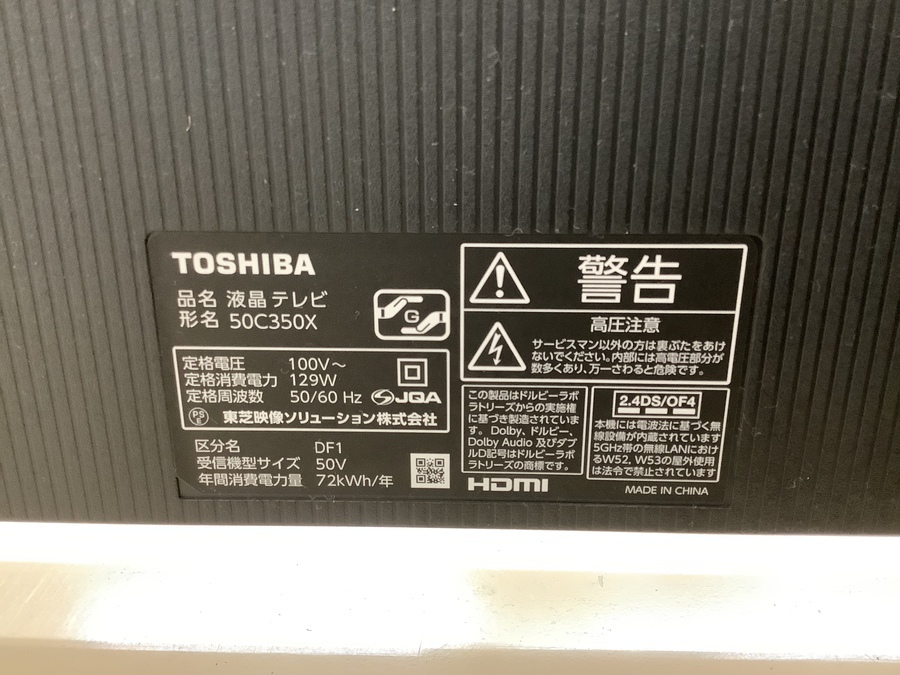 TOSHIBA
品名 液晶テレビ
形名 50C350X
G
定格電圧 100V～
定格消費電力 129W
定格周波数 50/60 Hz
JQA
PS
E
東芝映像ソリューション株式会社
区分名 DF1
受信機型サイズ 50V
年間消費電力量 72kWh/年
警告
高圧注意
サービスマン以外の方は裏ぶたをあけ
ないでください。内部には高電圧部分が
数多くあり、万一さわると危険です。
この製品はドルビーラボ
ラトリーズからの実施権
に基づき製造されていま
す。Dolby、ドルビー、
Dolby Audio 及びダブ
ルD記号はドルビーラボ
ラトリーズの商標です。
HDMI
2.4DS/OF4
本機には電波法に基づく無
線設備が内蔵されています
5GHz帯の無線LANにおけ
るW52、W53の屋外使用
は法令で禁止されています
MADE IN CHINA